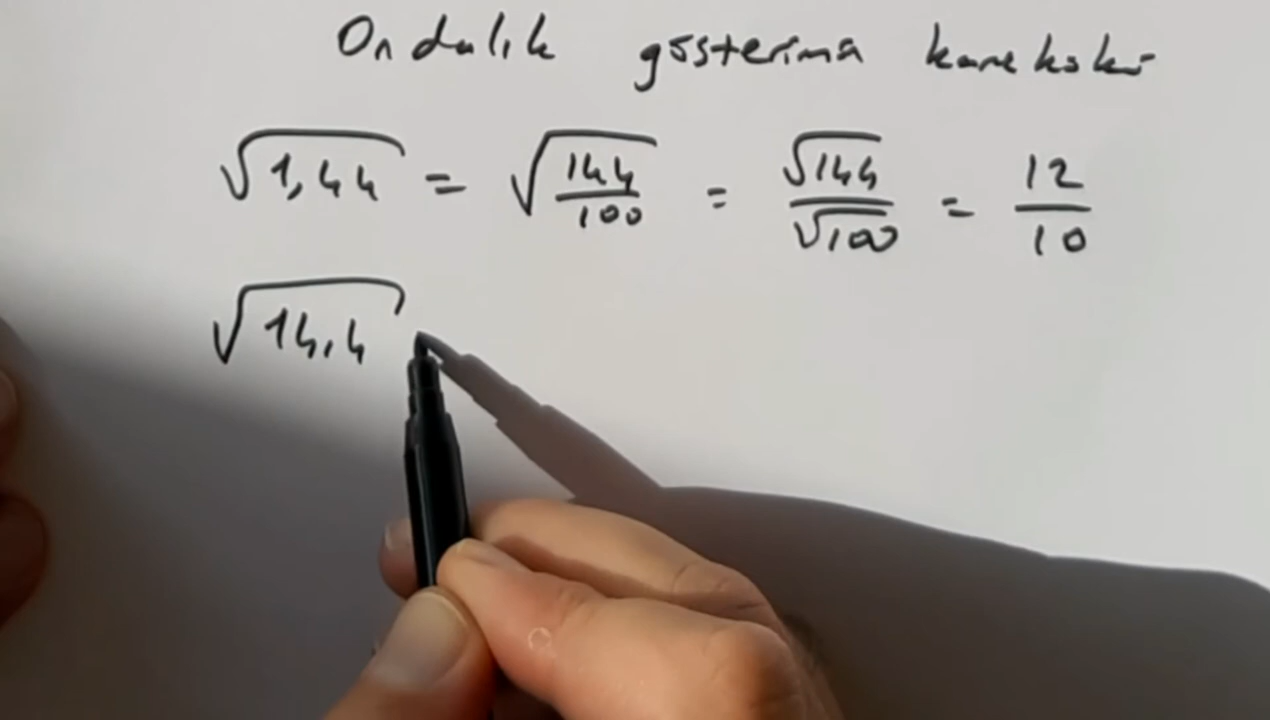 Ondalık gösterimin karekökü
√1,44 = √(144/100) = √144/√100 = 12/10
√14,4